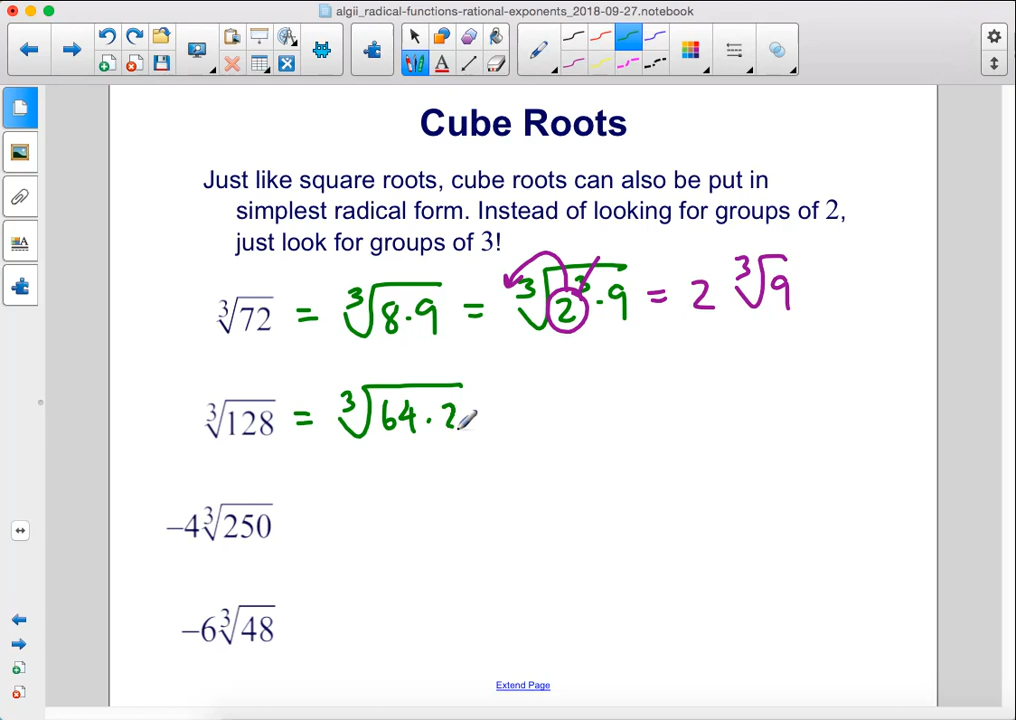 algii_radical-functions-rational-exponents_2018-09-27.notebook
Cube Roots
Just like square roots, cube roots can also be put in
simplest radical form. Instead of looking for groups of 2,
just look for groups of 3!
∛72 = ∛8·9 = ∛2³·9 = 2 ∛9
∛128 = ∛64·2
−4∛250
−6∛48
Extend Page